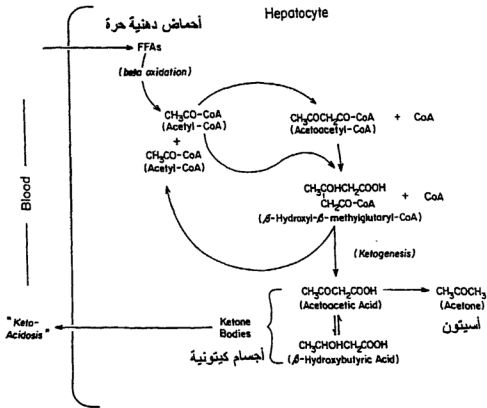 Hepatocyte
أحماض دهنية حرة
FFAs
(beta oxidation)
CH₃CO-CoA
(Acetyl-CoA)
+
CH₃CO-CoA
(Acetyl-CoA)
CH₃COCH₂CO-CoA + CoA
(Acetoacetyl-CoA)
CH₃COHCH₂COOH
CH₂CO-CoA + CoA
(β-Hydroxyl-β-methylglutaryl-CoA)
(Ketogenesis)
Blood
CH₃COCH₂COOH
(Acetoacetic Acid)
CH₃COCH₃
(Acetone)
أسيتون
"Keto-
Acidosis"
Ketone
Bodies
أجسام كيتونية
CH₃CHOHCH₂COOH
(β-Hydroxybutyric Acid)